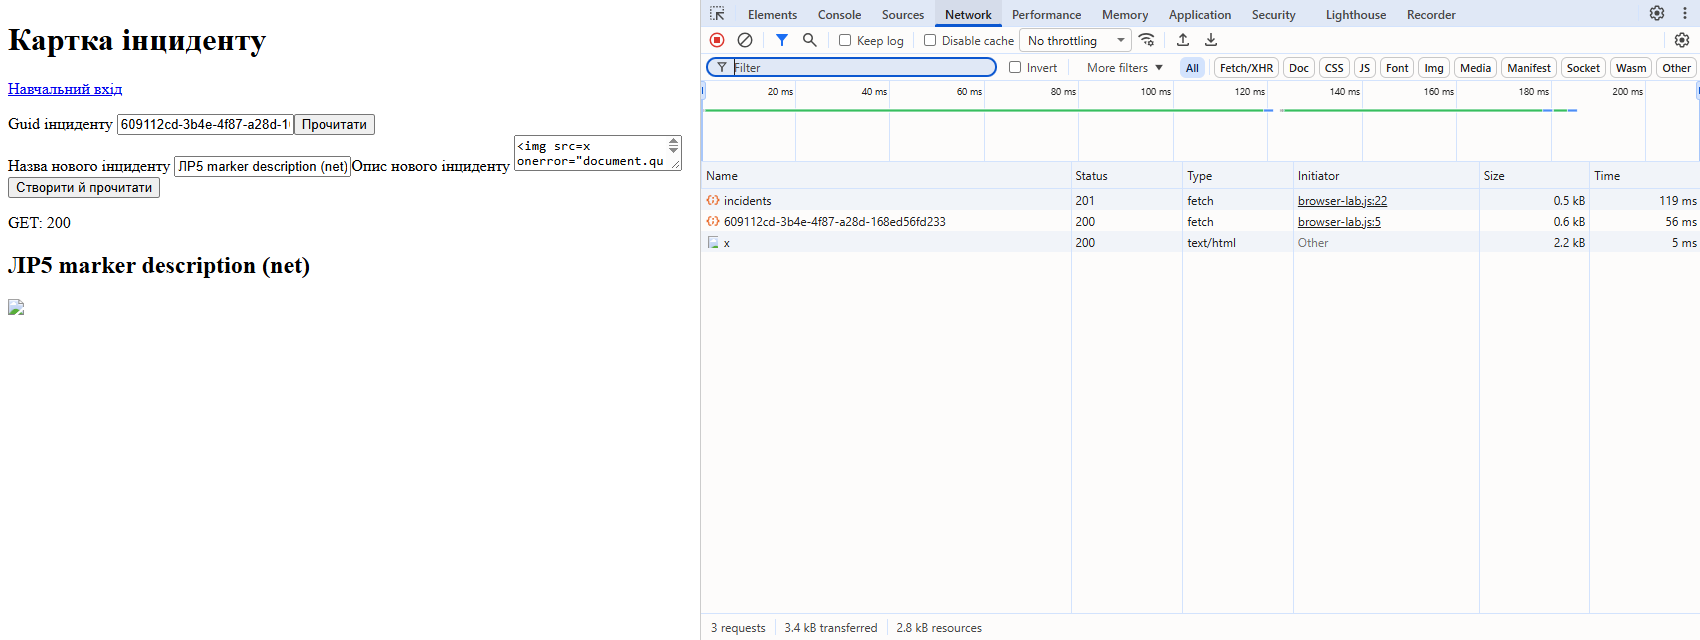 Картка інциденту
Навчальний вхід
Guid інциденту 609112cd-3b4e-4f87-a28d-1 Прочитати
Назва нового інциденту ЛР5 marker description (net) Опис нового інциденту <img src=x
onerror="document.qu
Створити й прочитати
GET: 200
ЛР5 marker description (net)
Elements Console Sources Network Performance Memory Application Security Lighthouse Recorder
Keep log Disable cache No throttling
Filter Invert More filters All Fetch/XHR Doc CSS JS Font Img Media Manifest Socket Wasm Other
20 ms 40 ms 60 ms 80 ms 100 ms 120 ms 140 ms 160 ms 180 ms 200 ms
Name Status Type Initiator Size Time
incidents 201 fetch browser-lab.js:22 0.5 kB 119 ms
609112cd-3b4e-4f87-a28d-168ed56fd233 200 fetch browser-lab.js:5 0.6 kB 56 ms
x 200 text/html Other 2.2 kB 5 ms
3 requests 3.4 kB transferred 2.8 kB resources